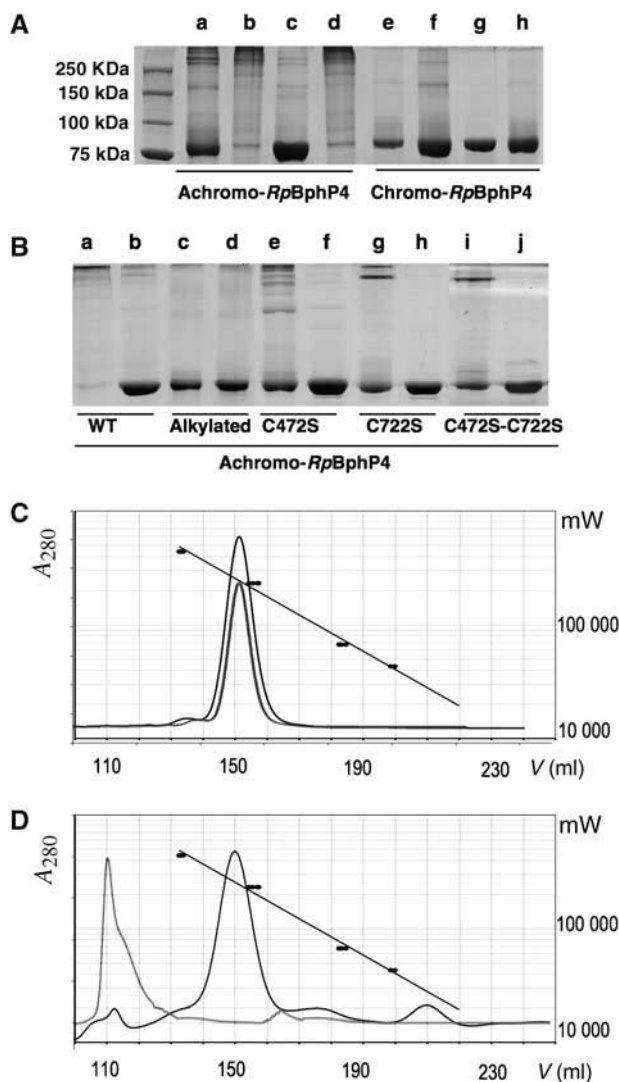 A
a b c d e f g h
250 KDa
150 kDa
100 kDa
75 kDa
Achromo-RpBphP4 Chromo-RpBphP4
B
a b c d e f g h i j
WT Alkylated C472S C722S C472S-C722S
Achromo-RpBphP4
C
A280
mW
100 000
10 000
110 150 190 230 V (ml)
D
A280
mW
100 000
10 000
110 150 190 230 V (ml)